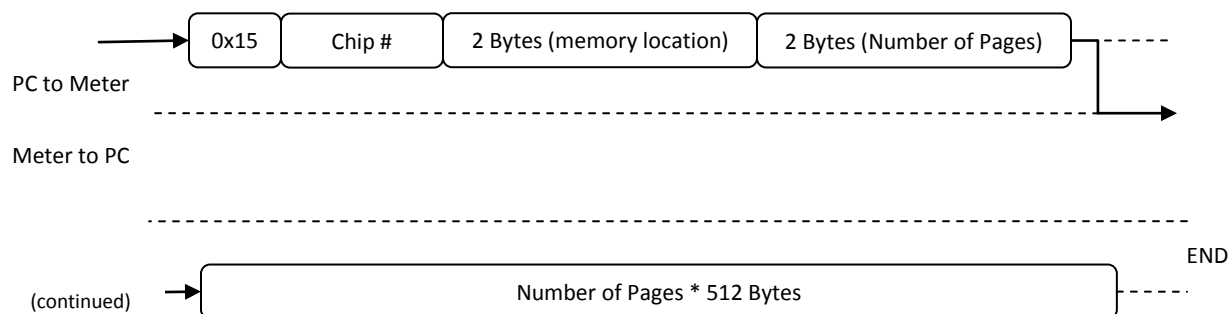 0x15 Chip # 2 Bytes (memory location) 2 Bytes (Number of Pages)
PC to Meter
Meter to PC
END
(continued) Number of Pages * 512 Bytes